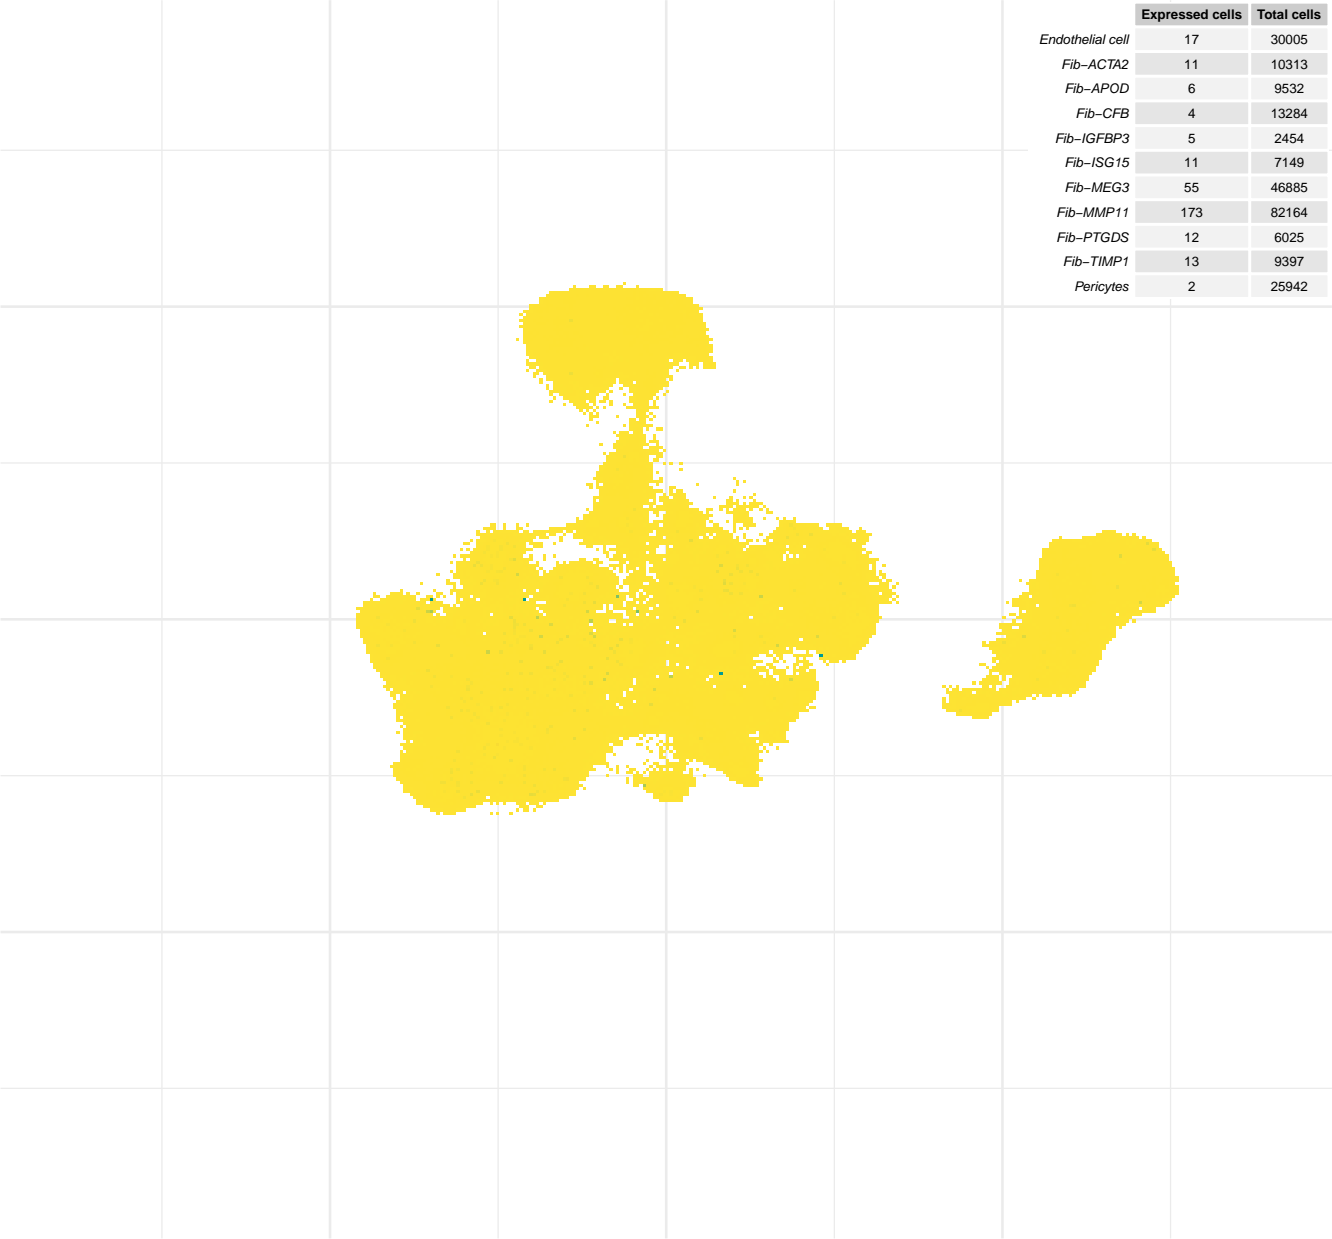 Expressed cells Total cells
Endothelial cell 17 30005
Fib−ACTA2 11 10313
Fib−APOD 6 9532
Fib−CFB 4 13284
Fib−IGFBP3 5 2454
Fib−ISG15 11 7149
Fib−MEG3 55 46885
Fib−MMP11 173 82164
Fib−PTGDS 12 6025
Fib−TIMP1 13 9397
Pericytes 2 25942